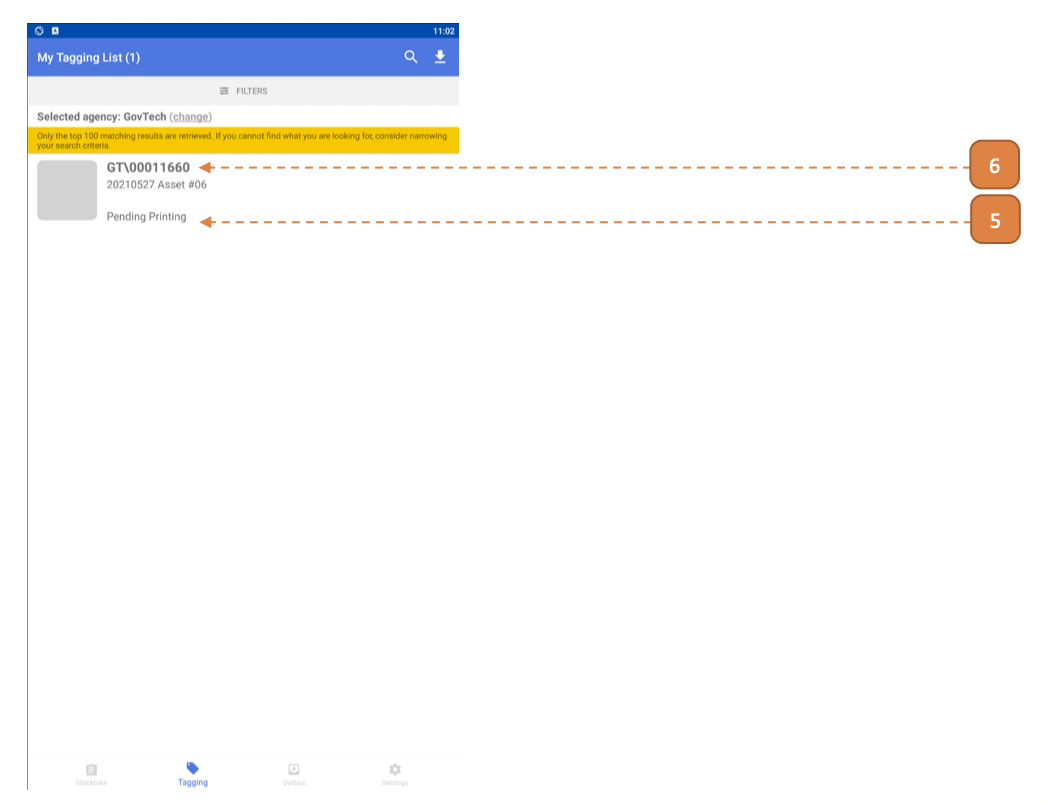 11:02
My Tagging List (1)
FILTERS
Selected agency: GovTech (change)
Only the top 100 matching results are retrieved. If you cannot find what you are looking for, consider narrowing
your search criteria.
GT\00011660
6
20210527 Asset #06
Pending Printing
5
Stocktake
Tagging
Outbox
Settings